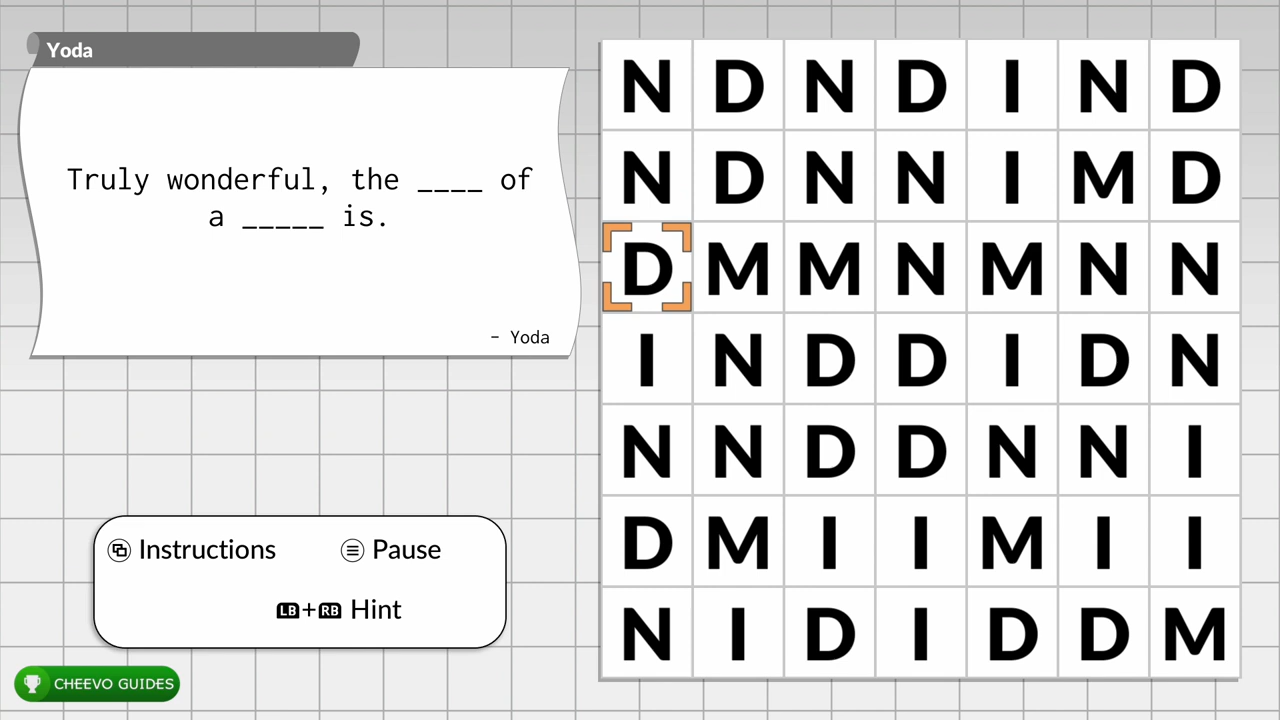 Yoda
Truly wonderful, the ____ of
a _____ is.
- Yoda
N D N D I N D
N D N N I M D
D M M N M N N
I N D D I D N
N N D D N N I
D M I I M I I
N I D I D D M
Instructions
Pause
LB+RB Hint
CHEEVO GUIDES